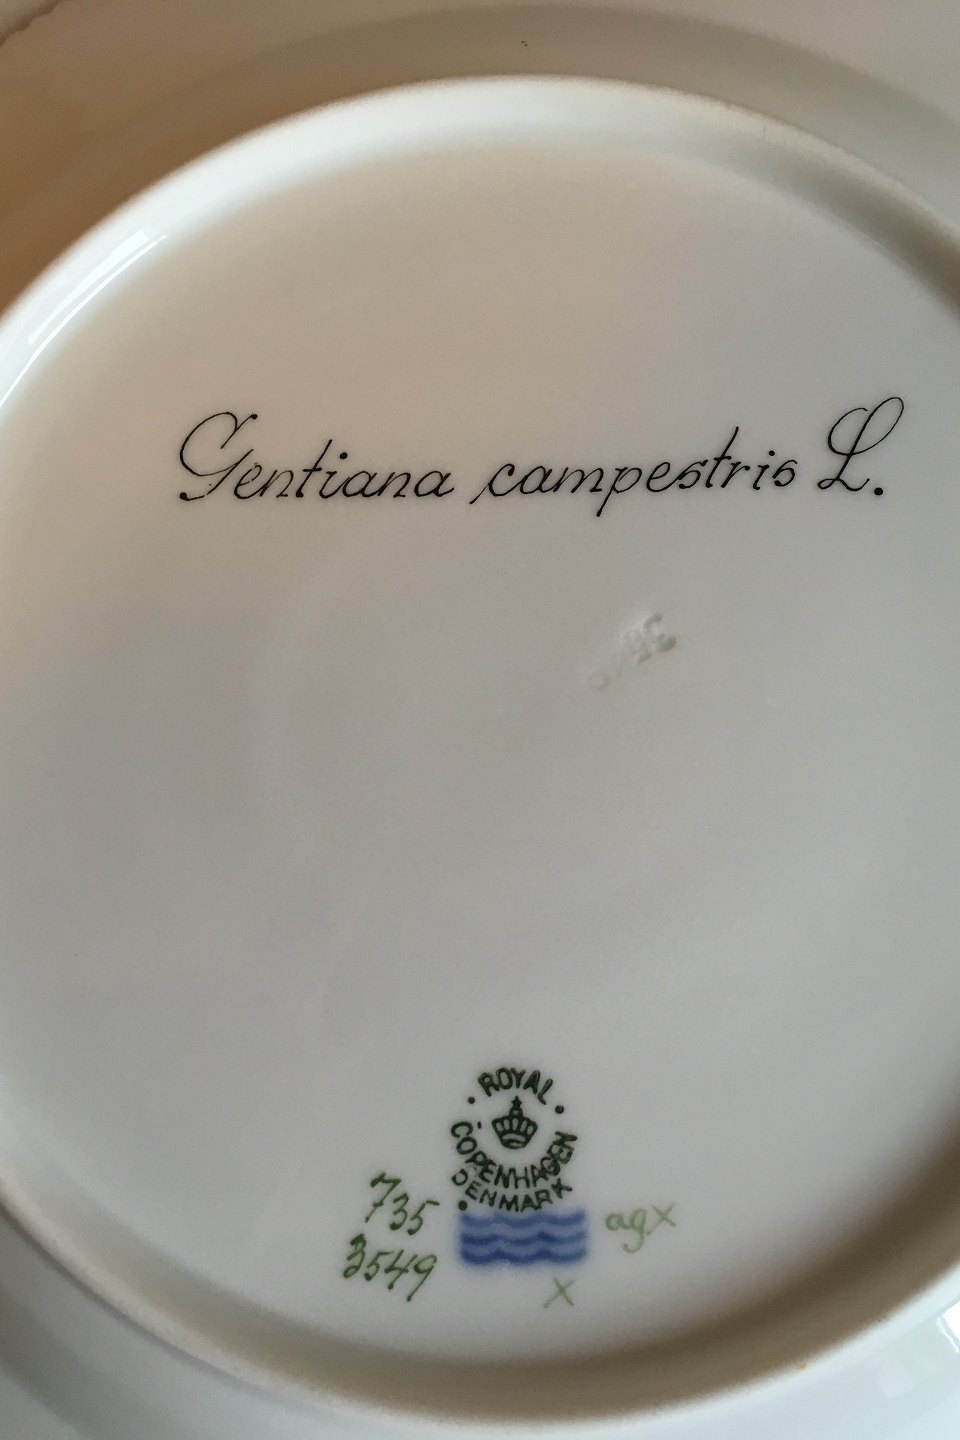 Gentiana campestris L.
ROYAL
COPENHAGEN
DENMARK
735
3549
agx
x